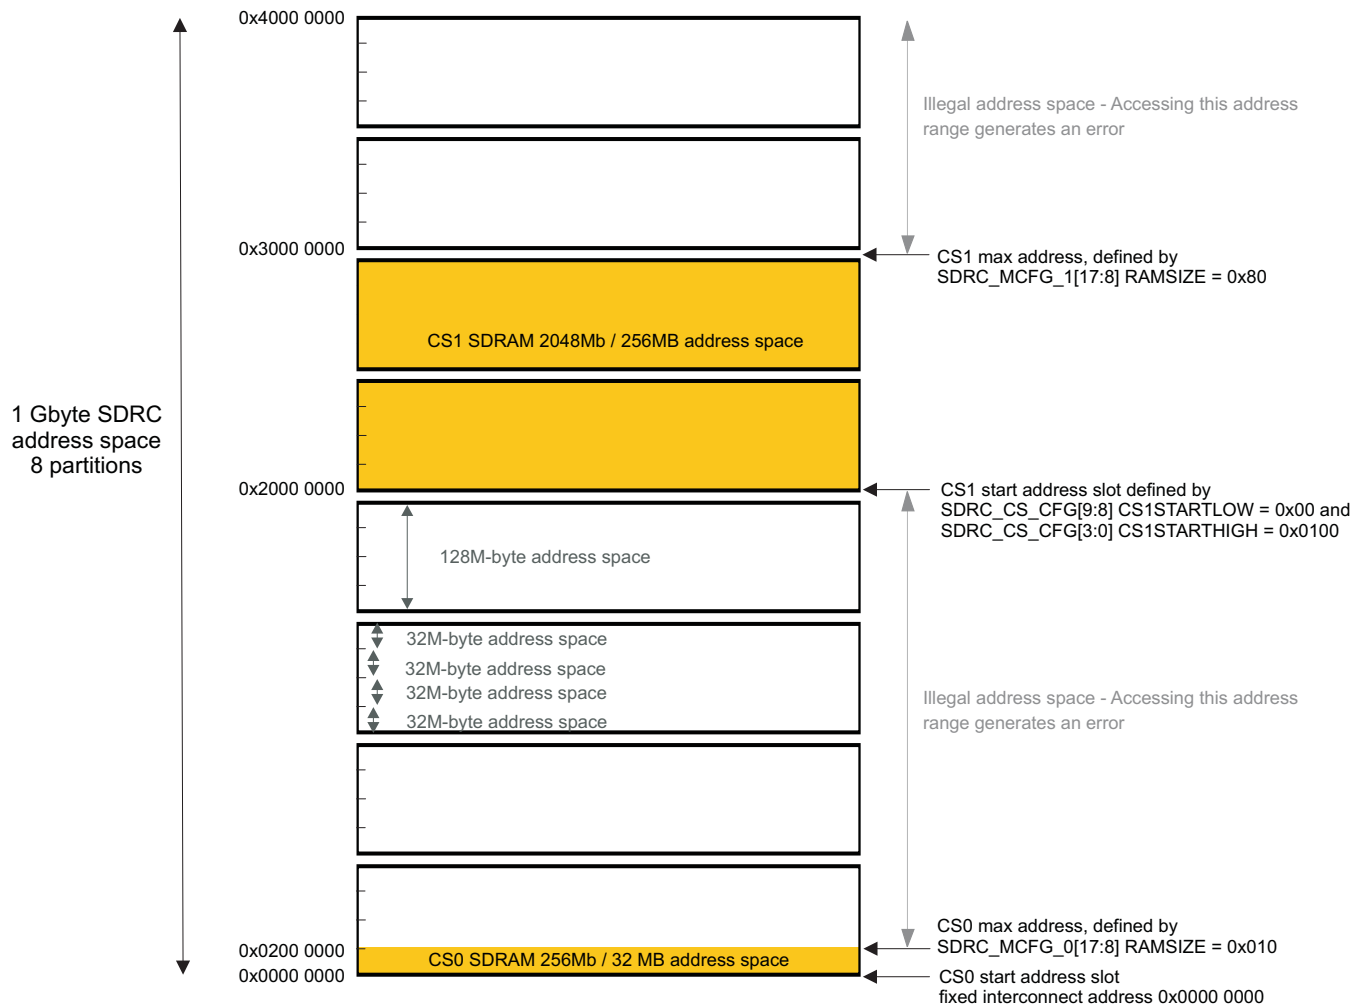 0x4000 0000
Illegal address space - Accessing this address
range generates an error
0x3000 0000
CS1 max address, defined by
SDRC_MCFG_1[17:8] RAMSIZE = 0x80
CS1 SDRAM 2048Mb / 256MB address space
1 Gbyte SDRC
address space
8 partitions
0x2000 0000
CS1 start address slot defined by
SDRC_CS_CFG[9:8] CS1STARTLOW = 0x00 and
SDRC_CS_CFG[3:0] CS1STARTHIGH = 0x0100
128M-byte address space
32M-byte address space
32M-byte address space
32M-byte address space
32M-byte address space
Illegal address space - Accessing this address
range generates an error
CS0 max address, defined by
SDRC_MCFG_0[17:8] RAMSIZE = 0x010
0x0200 0000
CS0 SDRAM 256Mb / 32 MB address space
0x0000 0000
CS0 start address slot
fixed interconnect address 0x0000 0000